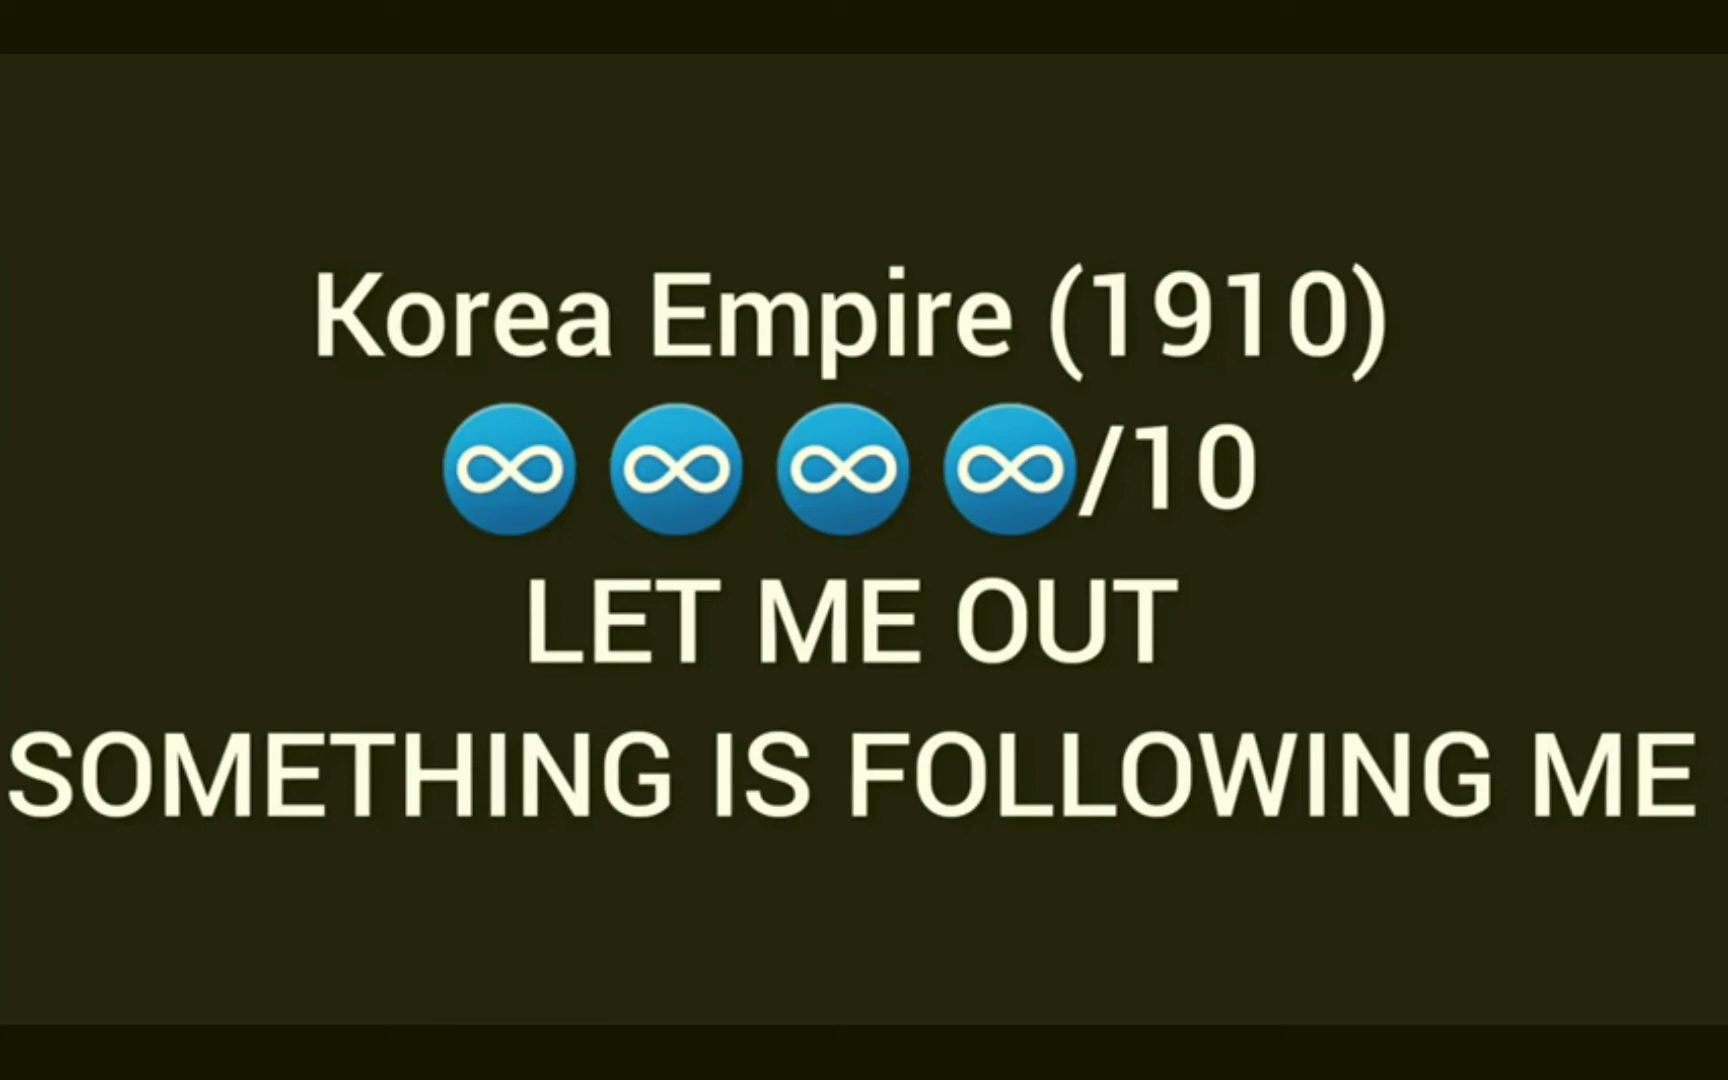 Korea Empire (1910)
♾️ ♾️ ♾️ ♾️/10
LET ME OUT
SOMETHING IS FOLLOWING ME